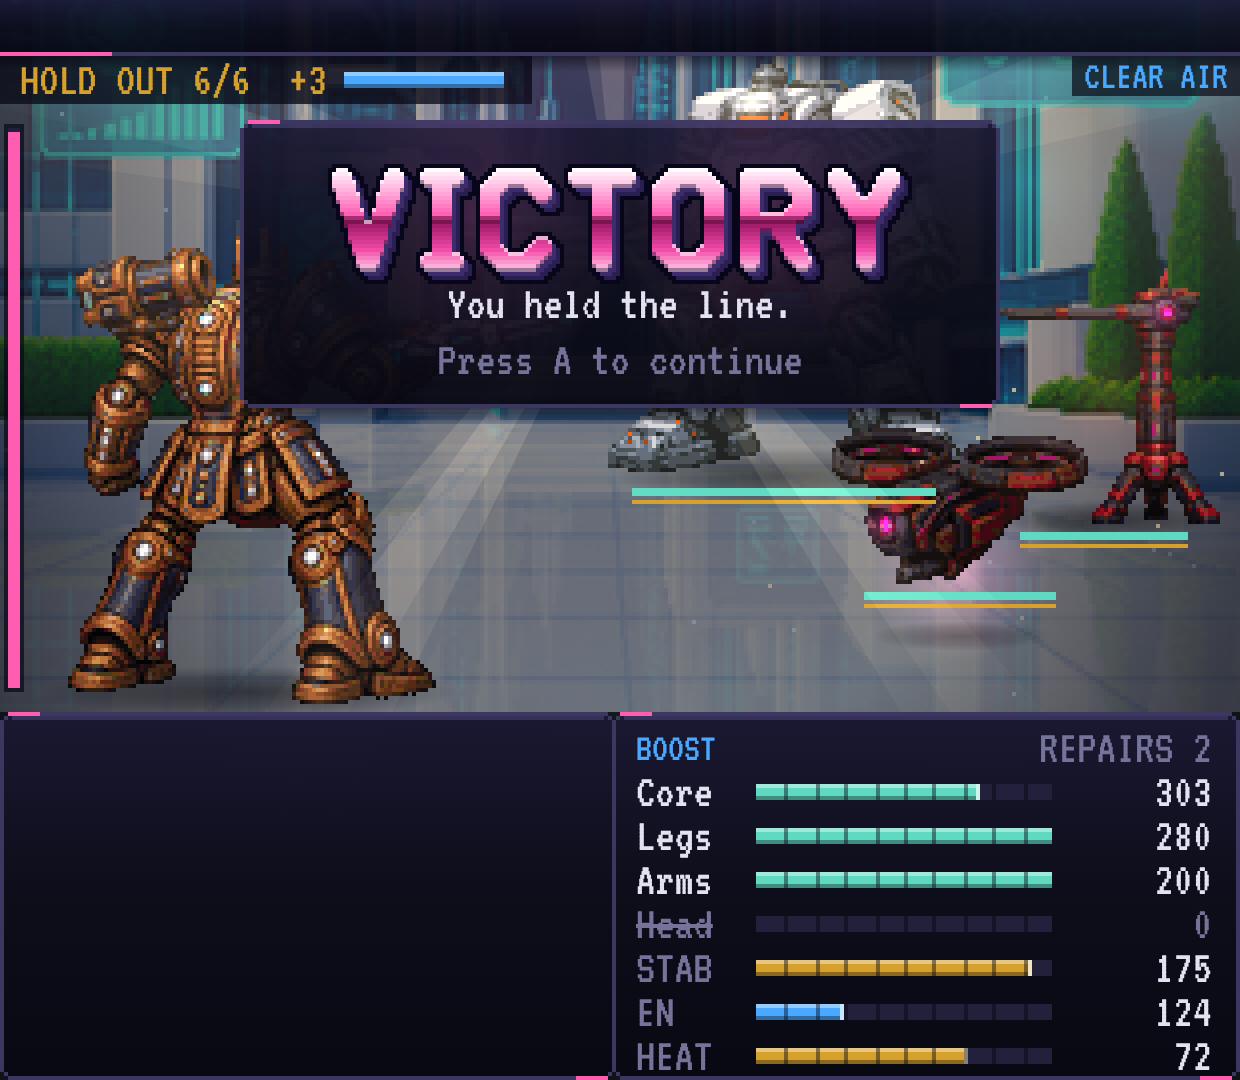 HOLD OUT 6/6 +3
CLEAR AIR
VICTORY
You held the line.
Press A to continue
BOOST REPAIRS 2
Core 303
Legs 280
Arms 200
Head 0
STAB 175
EN 124
HEAT 72